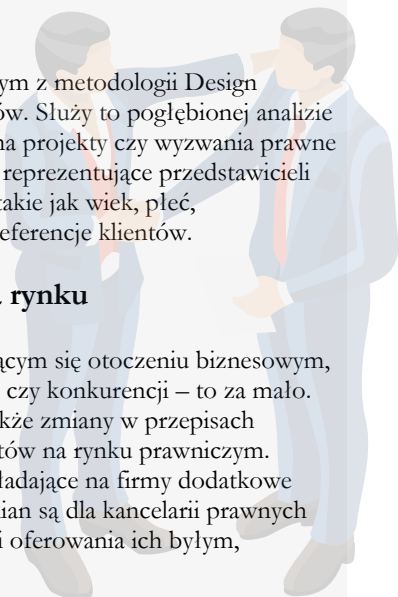 ym z metodologii Design
ów. Służy to pogłębionej analizie
na projekty czy wyzwania prawne
reprezentujące przedstawicieli
takie jak wiek, płeć,
eferencje klientów.
rynku
ącym się otoczeniu biznesowym,
czy konkurencji – to za mało.
kże zmiany w przepisach
tów na rynku prawniczym.
kładające na firmy dodatkowe
nian są dla kancelarii prawnych
i oferowania ich byłym,